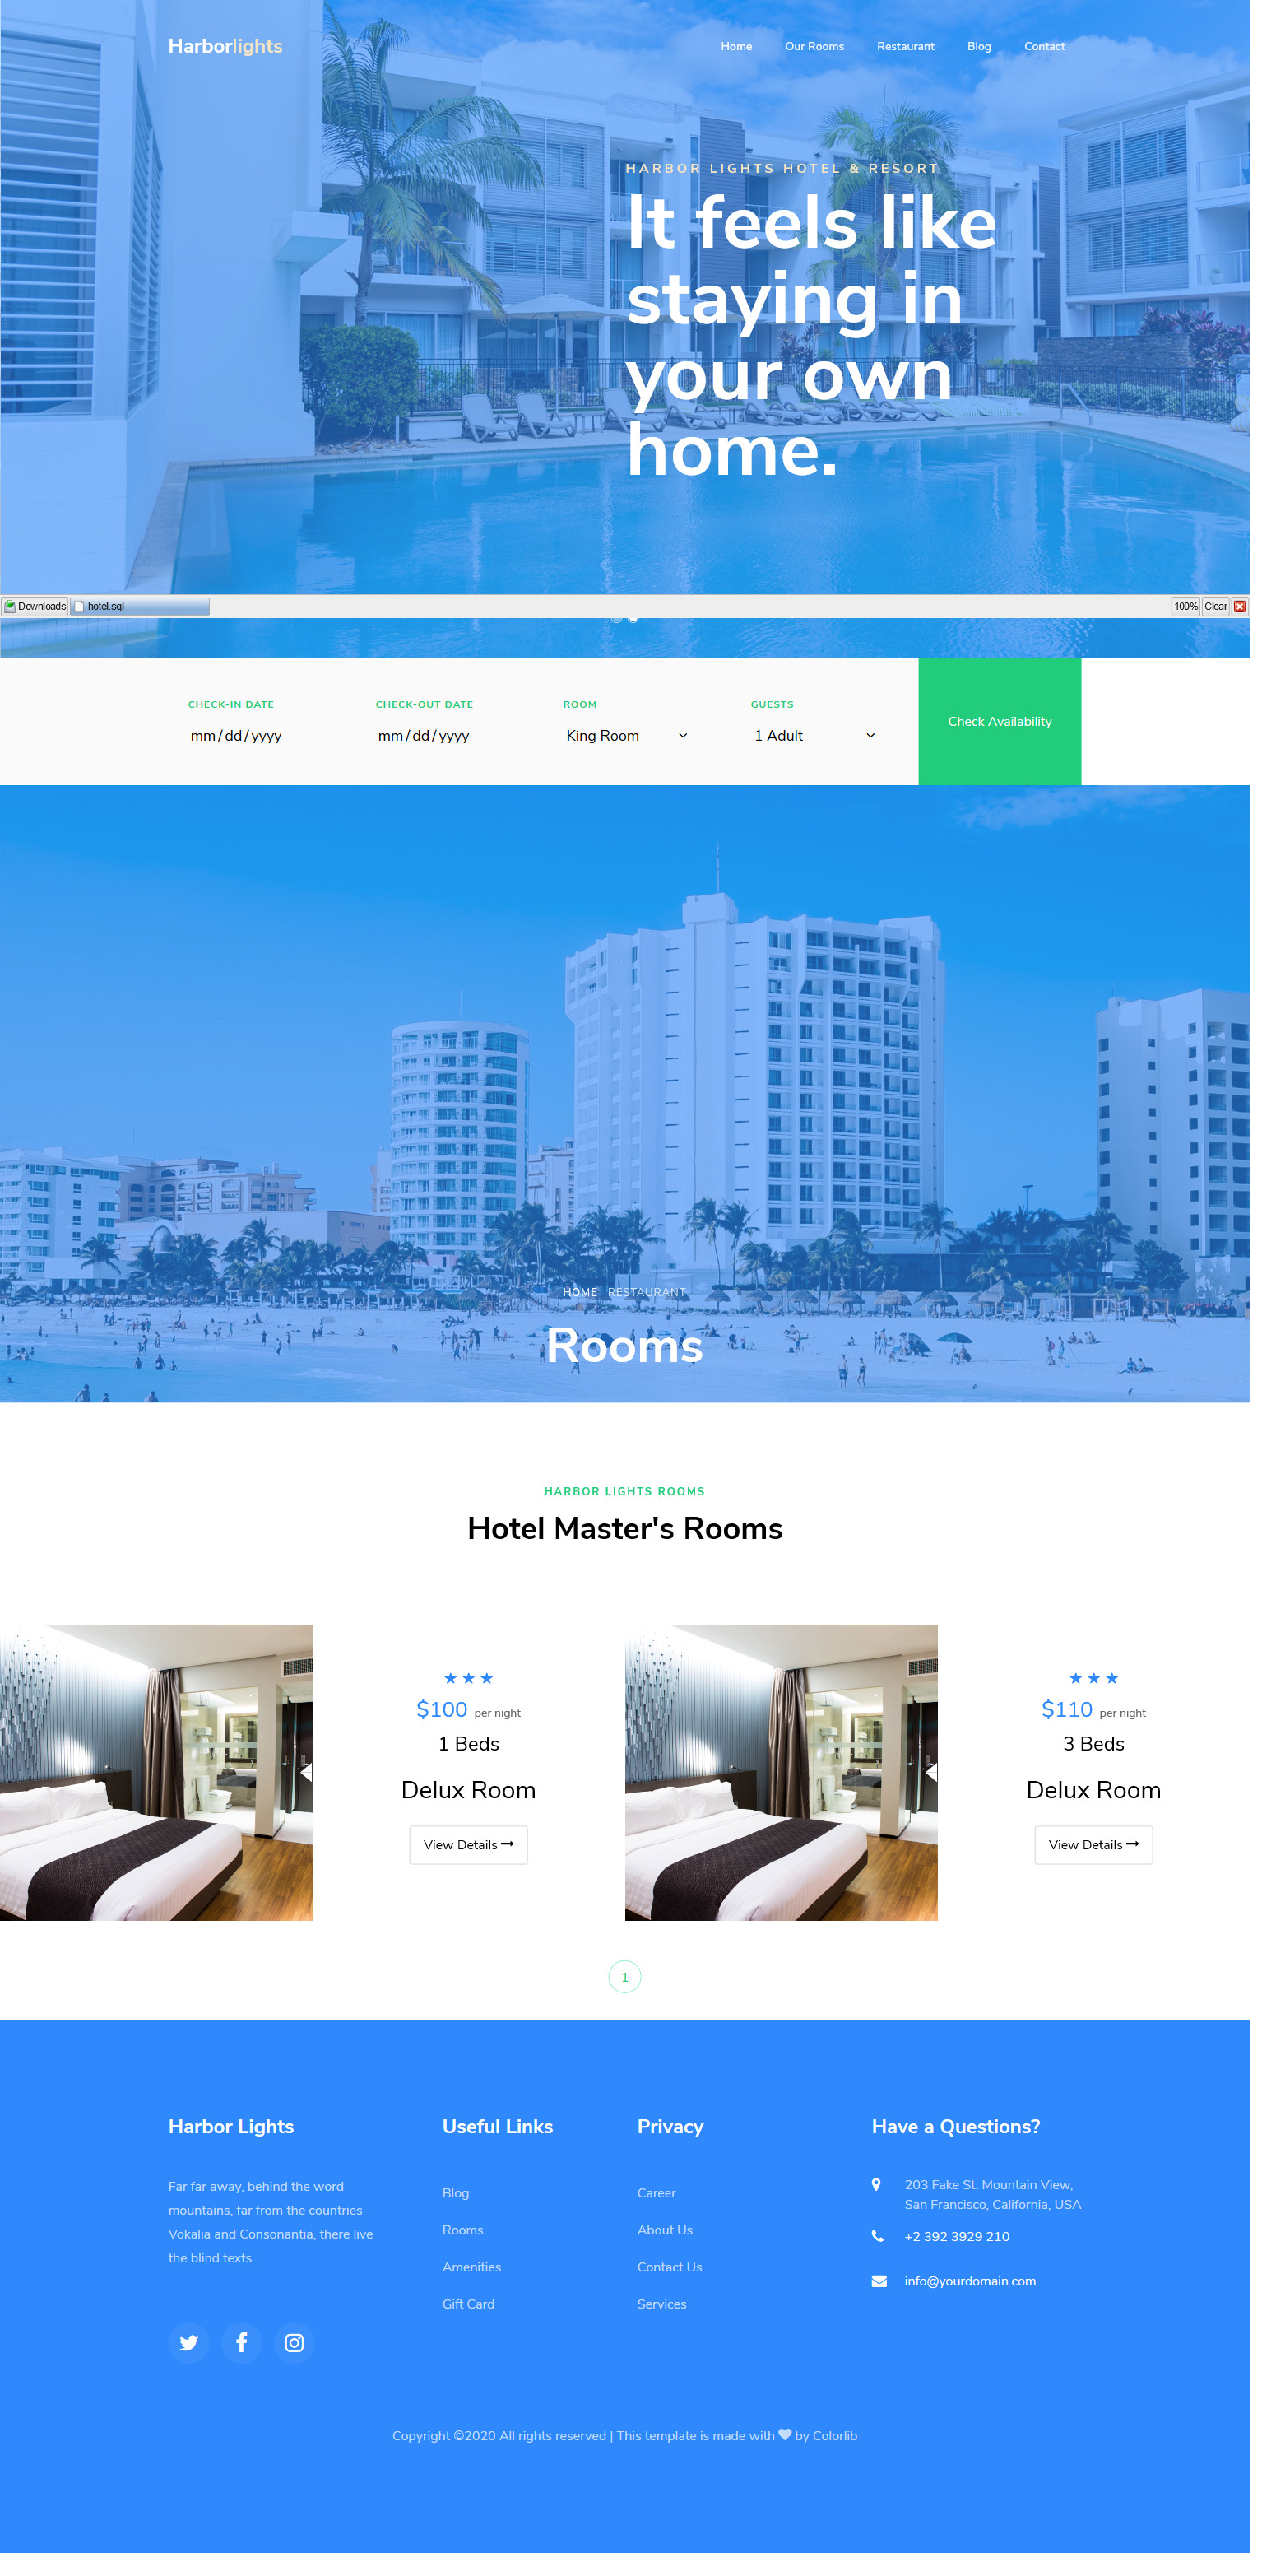 Harborlights
Home Our Rooms Restaurant Blog Contact
HARBOR LIGHTS HOTEL & RESORT
It feels like
staying in
your own
home.
Downloads hotel.sql 100% Clear
CHECK-IN DATE CHECK-OUT DATE ROOM GUESTS
mm/dd/yyyy mm/dd/yyyy King Room 1 Adult
Check Availability
HOME RESTAURANT
Rooms
HARBOR LIGHTS ROOMS
Hotel Master's Rooms
$100 per night
1 Beds
Delux Room
View Details
$110 per night
3 Beds
Delux Room
View Details
1
Harbor Lights
Far far away, behind the word
mountains, far from the countries
Vokalia and Consonantia, there live
the blind texts.
Useful Links
Blog
Rooms
Amenities
Gift Card
Privacy
Career
About Us
Contact Us
Services
Have a Questions?
203 Fake St. Mountain View,
San Francisco, California, USA
+2 392 3929 210
info@yourdomain.com
Copyright ©2020 All rights reserved | This template is made with by Colorlib